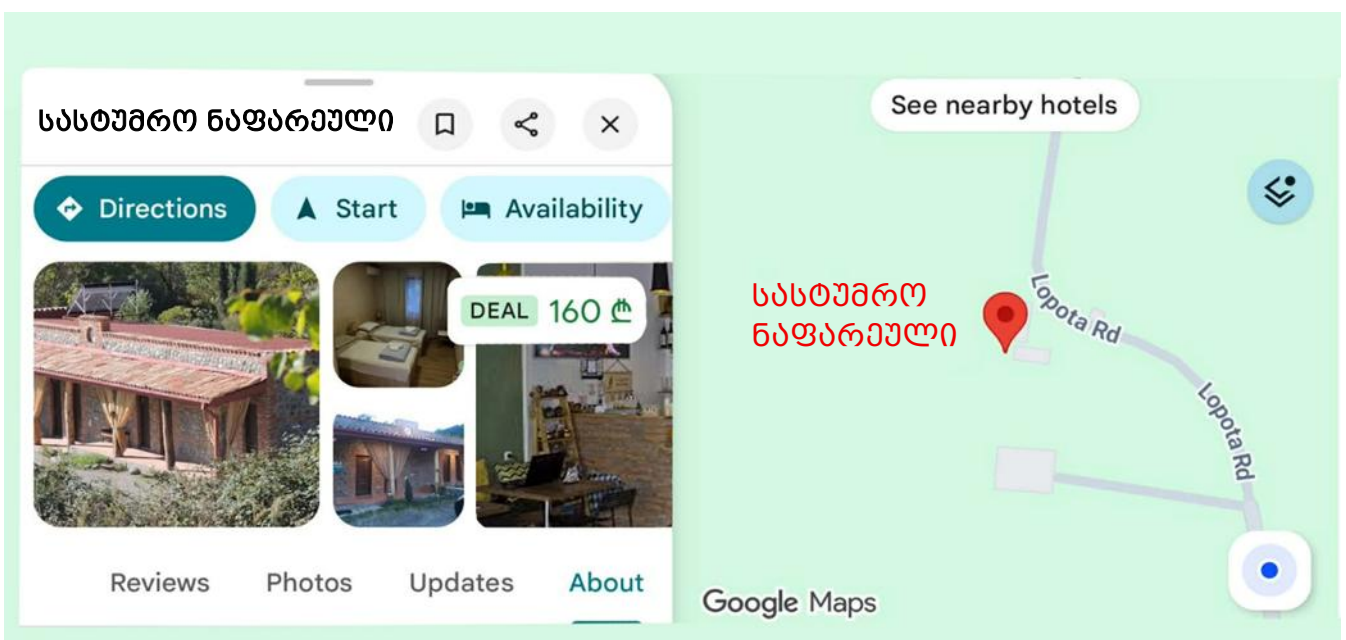 სასტუმრო ნაფარეული
Directions
Start
Availability
DEAL 160 ₾
Reviews
Photos
Updates
About
See nearby hotels
Lopota Rd
სასტუმრო
ნაფარეული
Lopota Rd
Google Maps